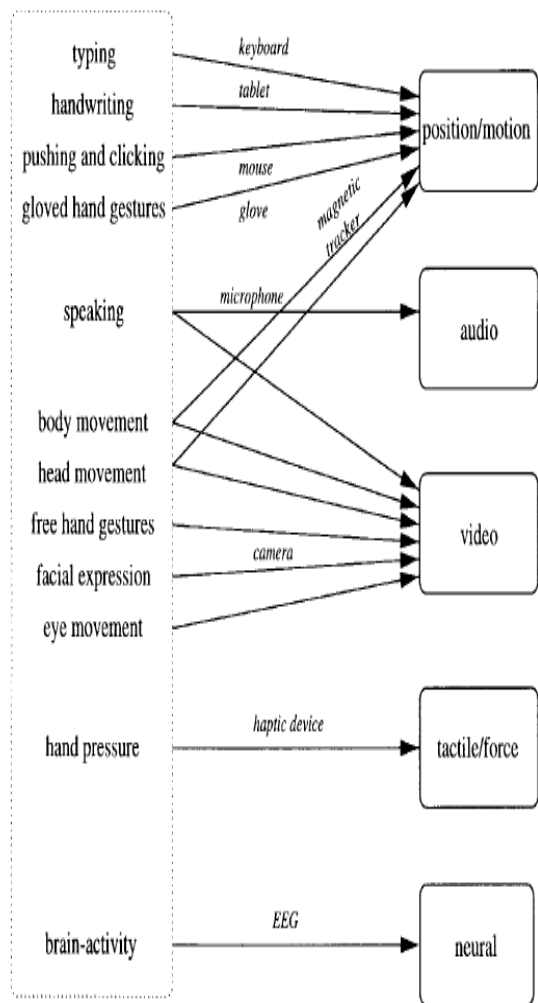 typing
keyboard
handwriting
tablet
position/motion
pushing and clicking
mouse
gloved hand gestures
glove
magnetic
tracker
speaking
microphone
audio
body movement
head movement
free hand gestures
video
camera
facial expression
eye movement
hand pressure
haptic device
tactile/force
brain-activity
EEG
neural